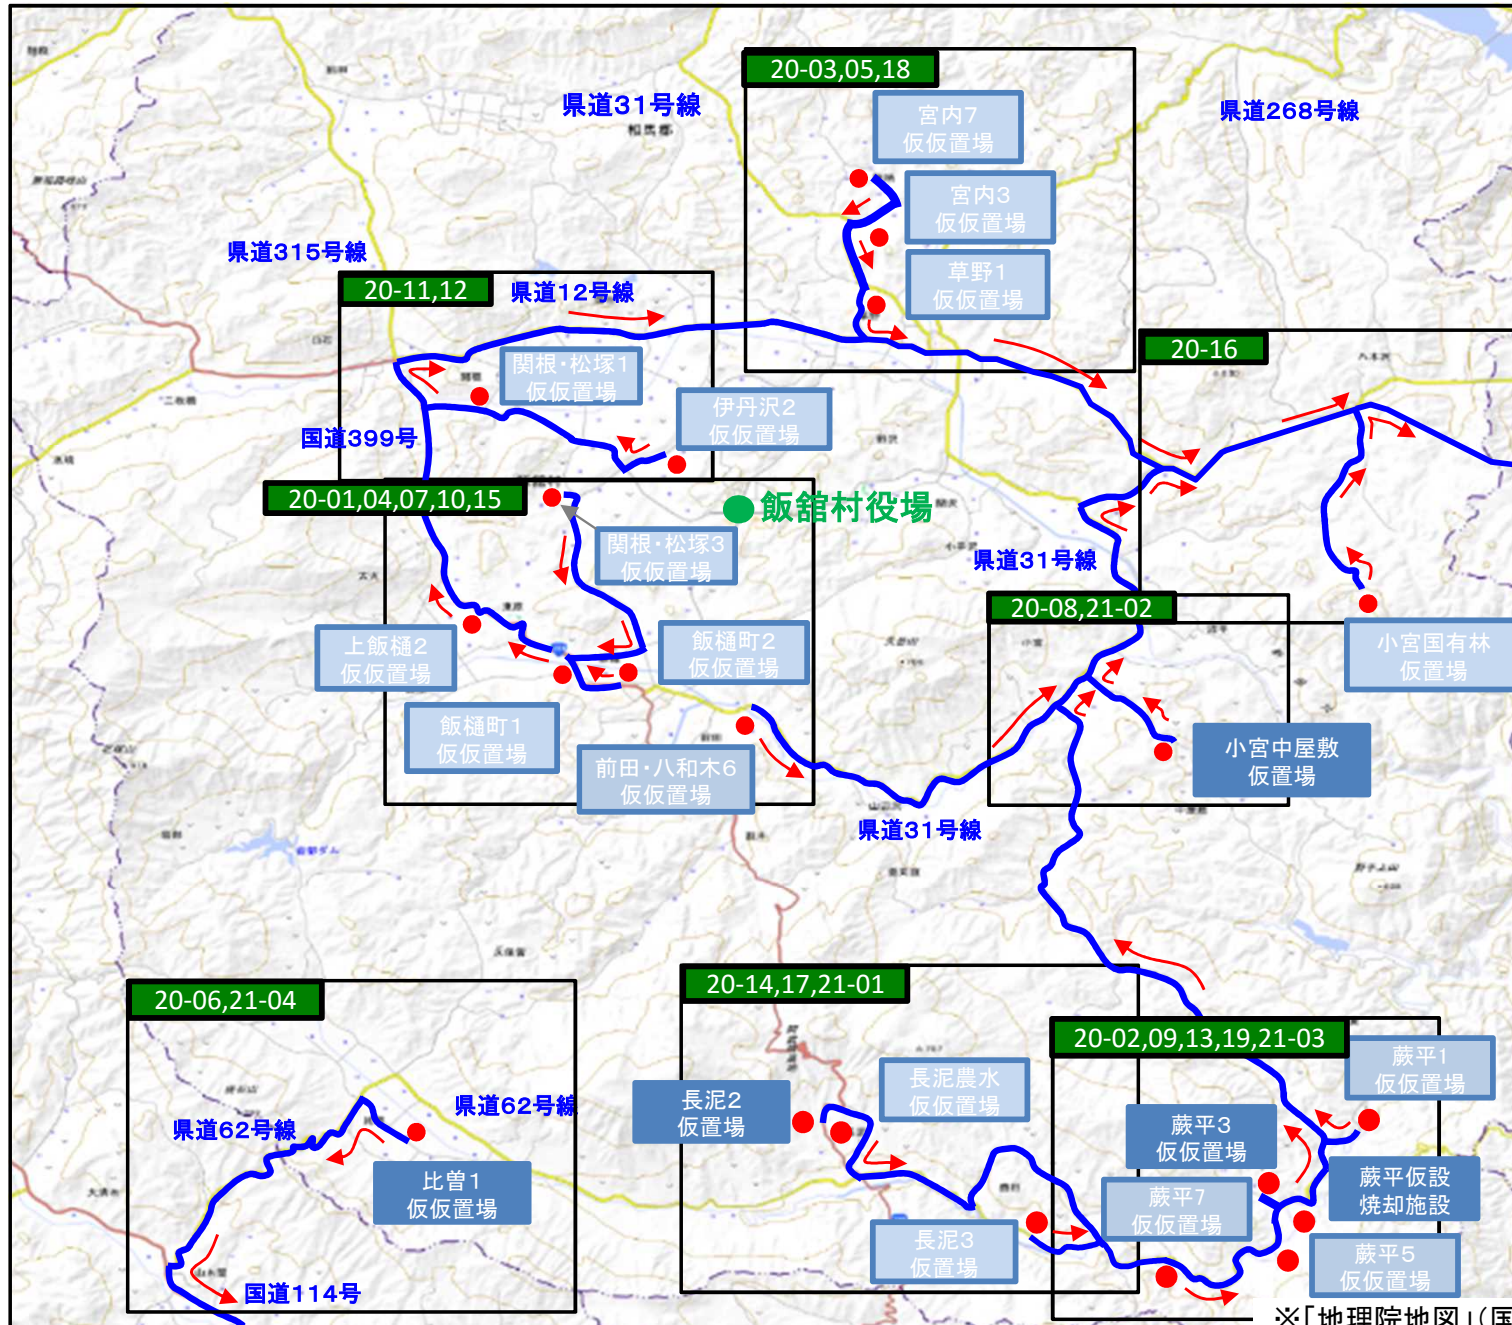 20-03,05,18
県道31号線
宮内7
仮仮置場
県道268号線
相馬郡
宮内3
仮仮置場
県道315号線
草野1
仮仮置場
20-11,12
県道12号線
20-16
関根・松塚1
仮仮置場
伊丹沢2
仮仮置場
国道399号
20-01,04,07,10,15
飯舘村役場
関根・松塚3
仮仮置場
県道31号線
20-08,21-02
上飯樋2
仮仮置場
飯樋町2
仮仮置場
小宮国有林
仮置場
飯樋町1
仮仮置場
小宮中屋敷
仮置場
前田・八和木6
仮仮置場
県道31号線
20-06,21-04
20-14,17,21-01
20-02,09,13,19,21-03
蕨平1
仮仮置場
長泥農水
仮仮置場
長泥2
仮置場
県道62号線
県道62号線
蕨平3
仮置場
比曽1
仮仮置場
蕨平仮設
焼却施設
蕨平7
仮仮置場
長泥3
仮置場
蕨平5
仮仮置場
国道114号
※「地理院地図」(国